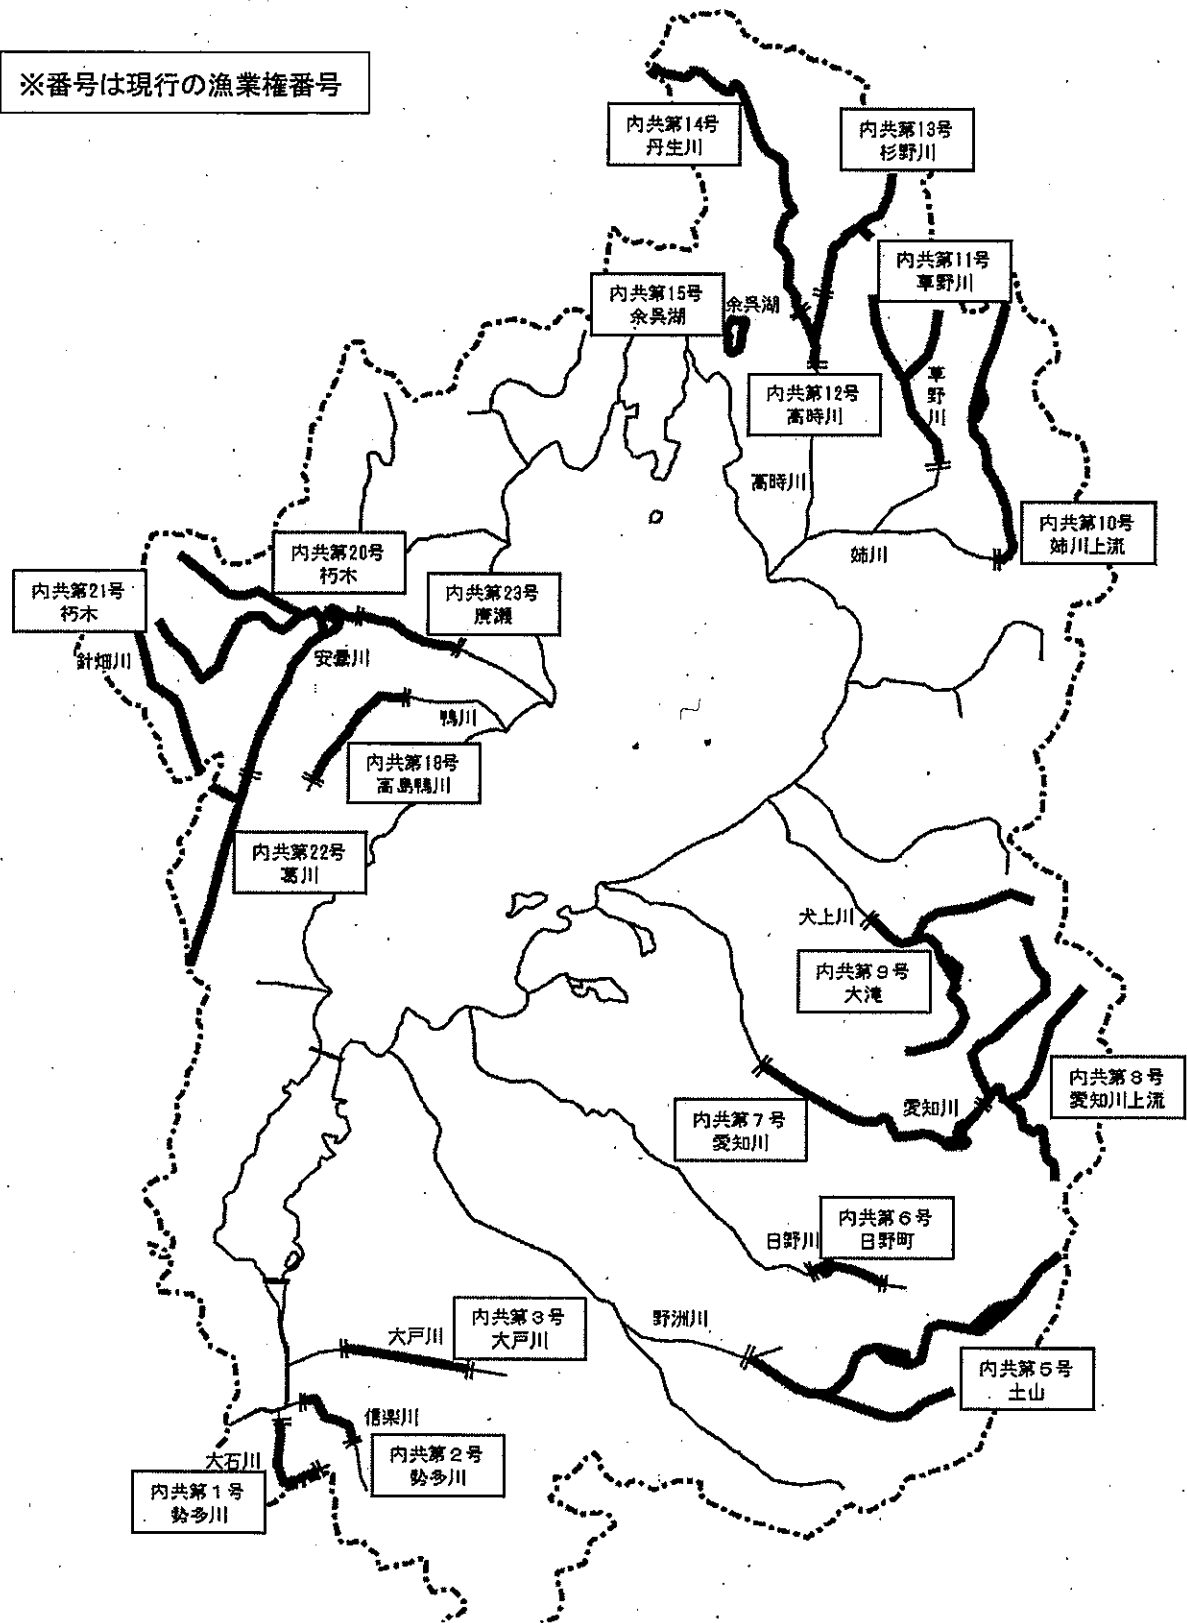 ※番号は現行の漁業権番号
内共第14号
丹生川
内共第13号
杉野川
内共第11号
草野川
内共第15号
余呉湖
余呉湖
内共第12号
高時川
草野川
高時川
内共第10号
姉川上流
姉川
内共第20号
朽木
内共第21号
朽木
内共第23号
廣瀬
針畑川
安曇川
鴨川
内共第18号
高島鴨川
内共第22号
葛川
犬上川
内共第９号
大滝
内共第８号
愛知川上流
愛知川
内共第７号
愛知川
内共第６号
日野町
日野川
内共第３号
大戸川
大戸川
野洲川
内共第５号
土山
信楽川
内共第２号
勢多川
大石川
内共第１号
勢多川